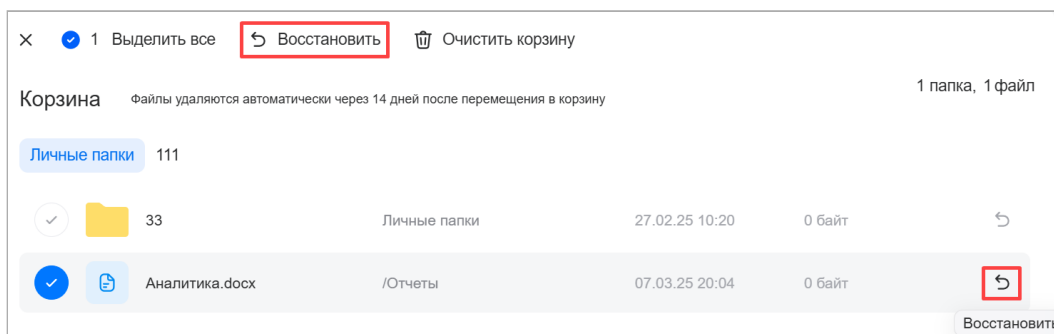 1 Выделить все Восстановить Очистить корзину
Корзина Файлы удаляются автоматически через 14 дней после перемещения в корзину 1 папка, 1 файл
Личные папки 111
33 Личные папки 27.02.25 10:20 0 байт
Аналитика.docx /Отчеты 07.03.25 20:04 0 байт
Восстановить